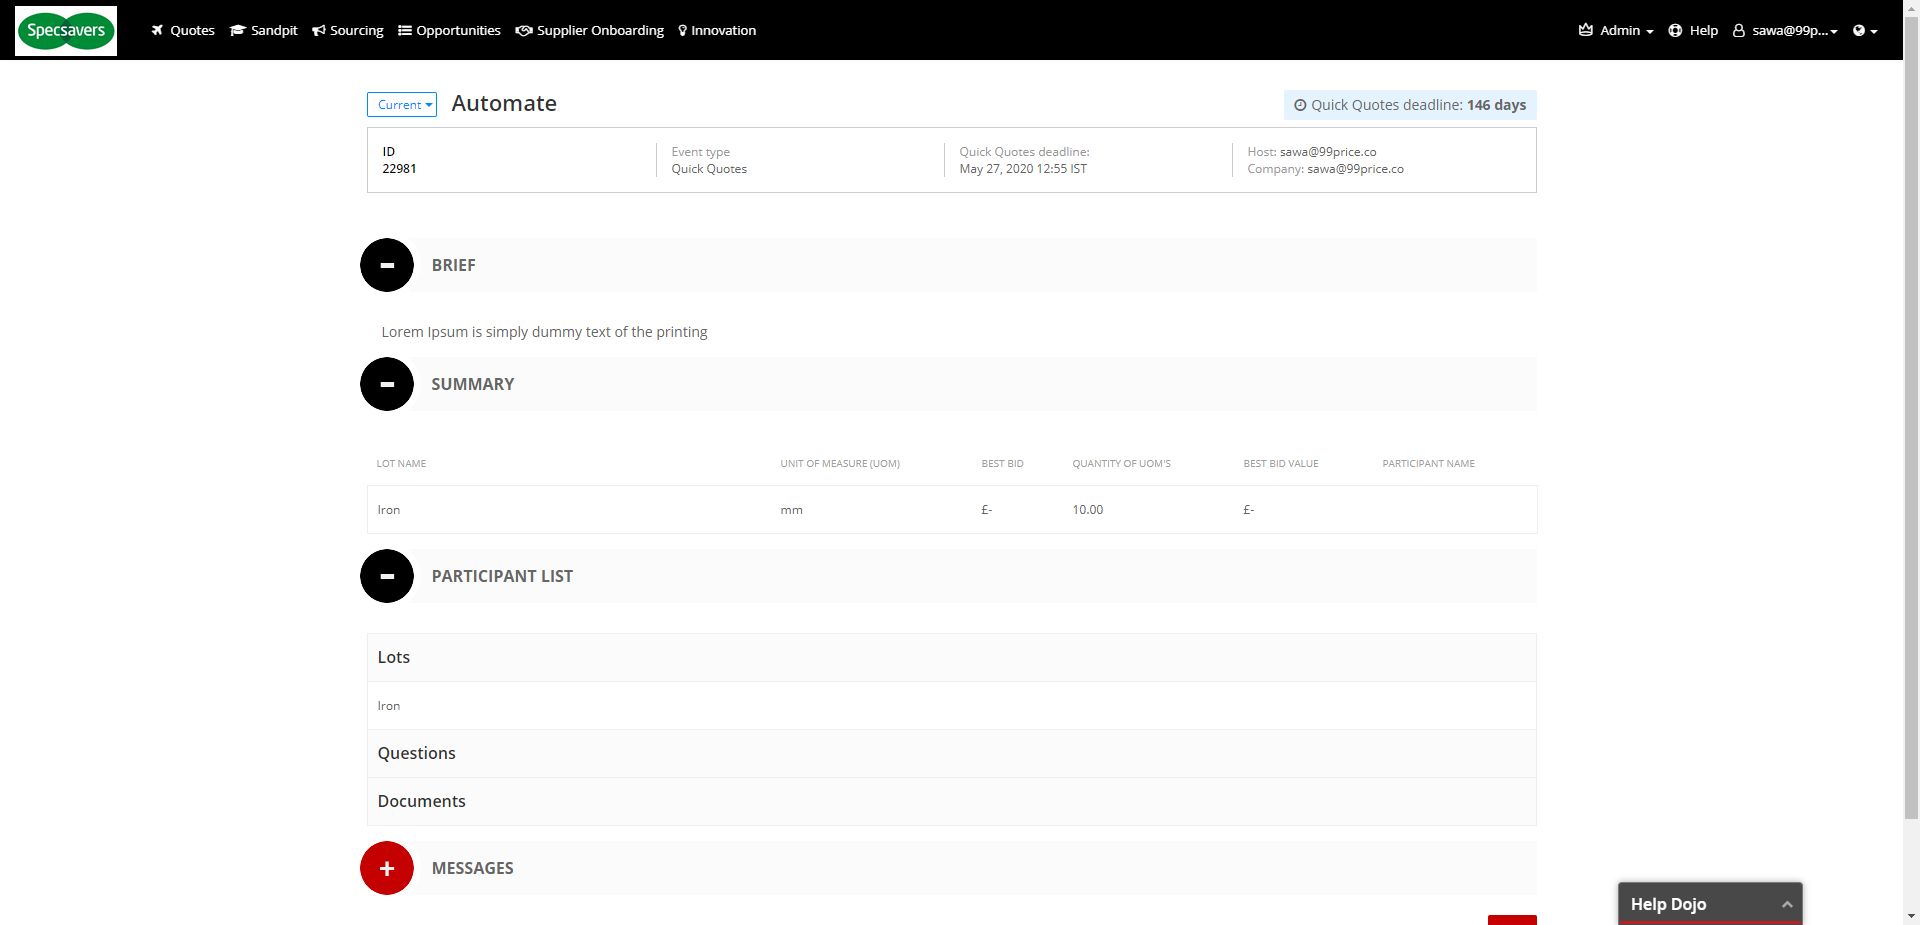 Specsavers
Quotes Sandpit Sourcing Opportunities Supplier Onboarding Innovation Admin Help sawa@99p...
Current Automate Quick Quotes deadline: 146 days
ID Event type Quick Quotes deadline: Host: sawa@99price.co
22981 Quick Quotes May 27, 2020 12:55 IST Company: sawa@99price.co
BRIEF
Lorem Ipsum is simply dummy text of the printing
SUMMARY
LOT NAME UNIT OF MEASURE (UOM) BEST BID QUANTITY OF UOM'S BEST BID VALUE PARTICIPANT NAME
Iron mm £- 10.00 £-
PARTICIPANT LIST
Lots
Iron
Questions
Documents
MESSAGES
Help Dojo